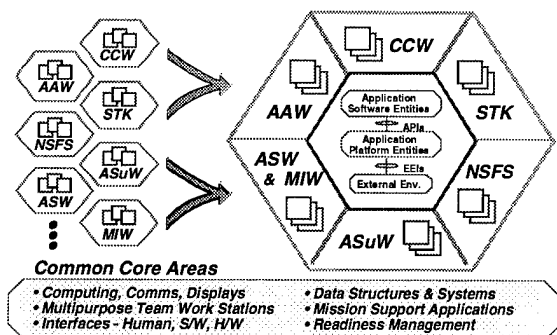 CCW
AAW
STK
NSFS
ASuW
ASW
MIW
CCW
AAW
STK
ASW
& MIW
NSFS
ASuW
Application
Software Entities
APIs
Application
Platform Entities
EEIs
External Env.
Common Core Areas
• Computing, Comms, Displays
• Multipurpose Team Work Stations
• Interfaces - Human, S/W, H/W
• Data Structures & Systems
• Mission Support Applications
• Readiness Management